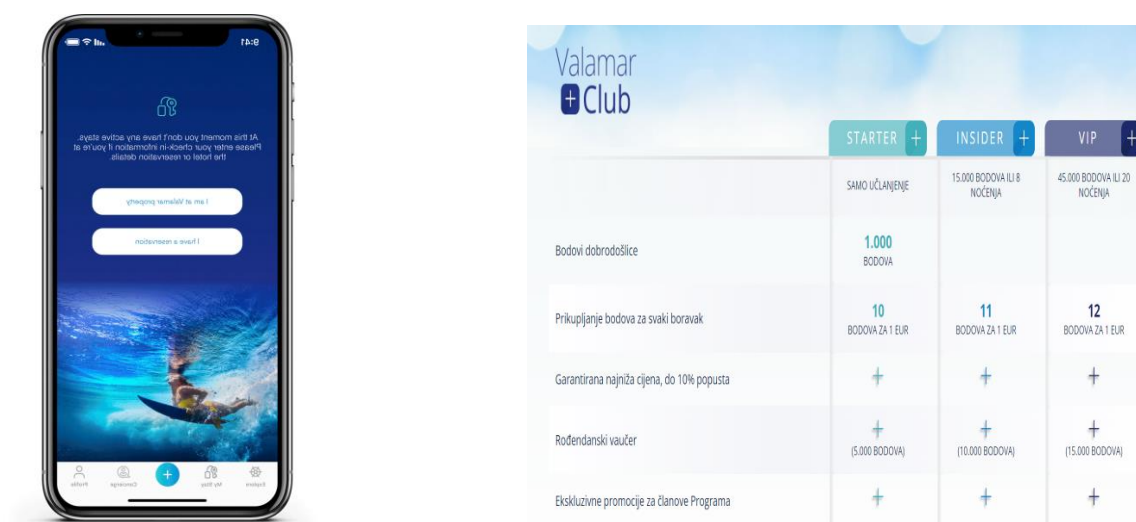 9:41
At this moment you don't have any active stays.
Please enter your check-in information if you're at
the hotel or reservation details.
I am at Valamar property
I have a reservation
Explore My Stay + Concierge Profile
Valamar
+ Club
STARTER + INSIDER + VIP +
SAMO UČLANJENJE
15.000 BODOVA ILI 8
NOĆENJA
45.000 BODOVA ILI 20
NOĆENJA
Bodovi dobrodošlice
1.000
BODOVA
Prikupljanje bodova za svaki boravak
10 11 12
BODOVA ZA 1 EUR BODOVA ZA 1 EUR BODOVA ZA 1 EUR
Garantirana najniža cijena, do 10% popusta
+ + +
Rođendanski vaučer
+ + +
(5.000 BODOVA) (10.000 BODOVA) (15.000 BODOVA)
Ekskluzivne promocije za članove Programa
+ + +